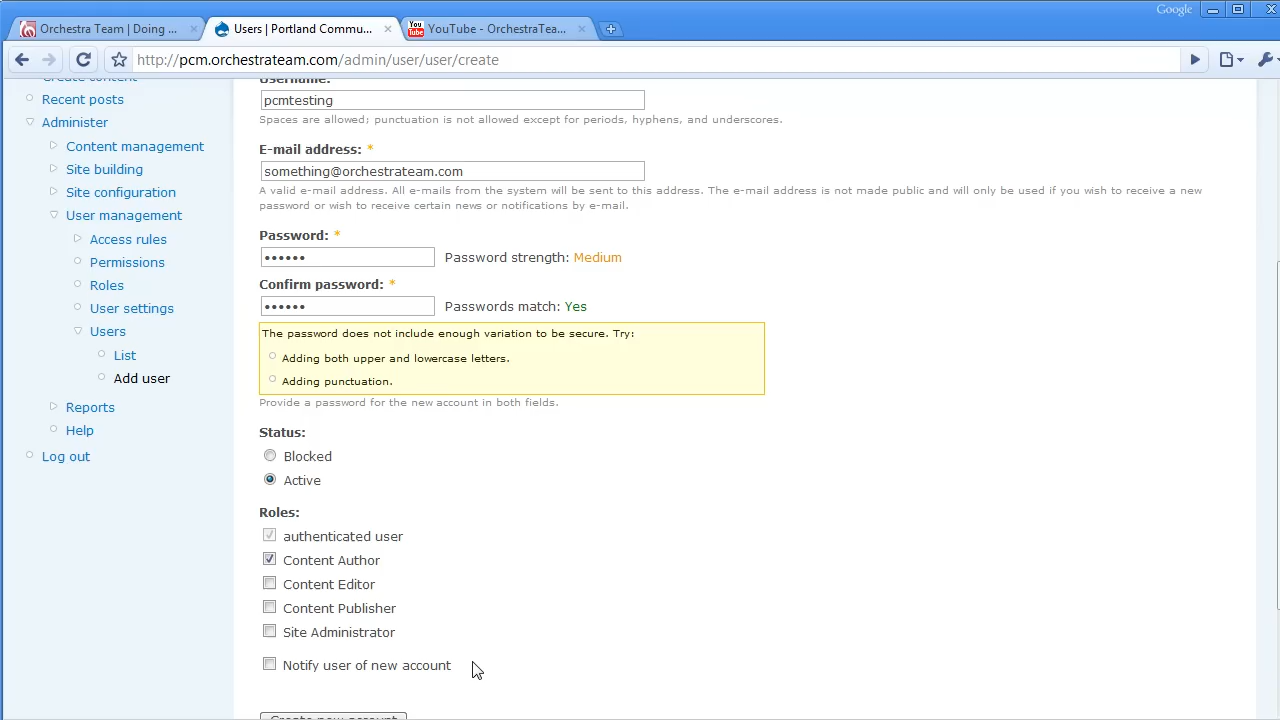 Google
Orchestra Team | Doing ...
Users | Portland Commu...
You
Tube
YouTube - OrchestraTea...
http://pcm.orchestrateam.com/admin/user/user/create
Create content
Recent posts
Administer
Content management
Site building
Site configuration
User management
Access rules
Permissions
Roles
User settings
Users
List
Add user
Reports
Help
Log out
Username:
pcmtesting
Spaces are allowed; punctuation is not allowed except for periods, hyphens, and underscores.
E-mail address: *
something@orchestrateam.com
A valid e-mail address. All e-mails from the system will be sent to this address. The e-mail address is not made public and will only be used if you wish to receive a new
password or wish to receive certain news or notifications by e-mail.
Password: *
•••••• Password strength: Medium
Confirm password: *
•••••• Passwords match: Yes
The password does not include enough variation to be secure. Try:
Adding both upper and lowercase letters.
Adding punctuation.
Provide a password for the new account in both fields.
Status:
Blocked
Active
Roles:
authenticated user
Content Author
Content Editor
Content Publisher
Site Administrator
Notify user of new account
Create new account